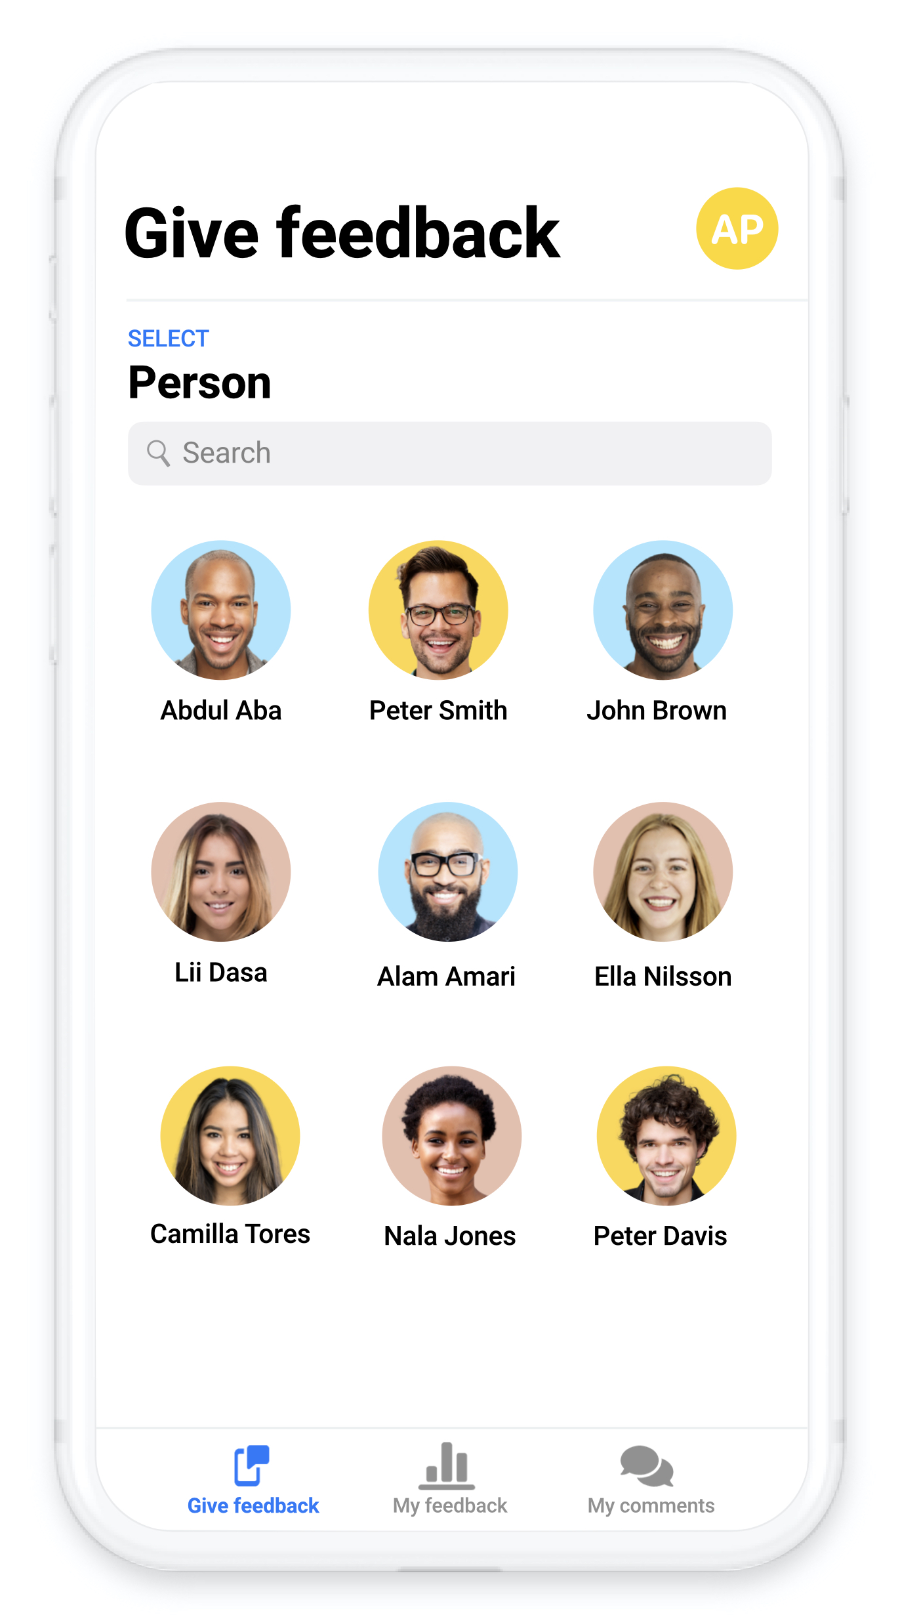 Give feedback
AP
SELECT
Person
Search
Abdul Aba
Peter Smith
John Brown
Lii Dasa
Alam Amari
Ella Nilsson
Camilla Tores
Nala Jones
Peter Davis
Give feedback
My feedback
My comments